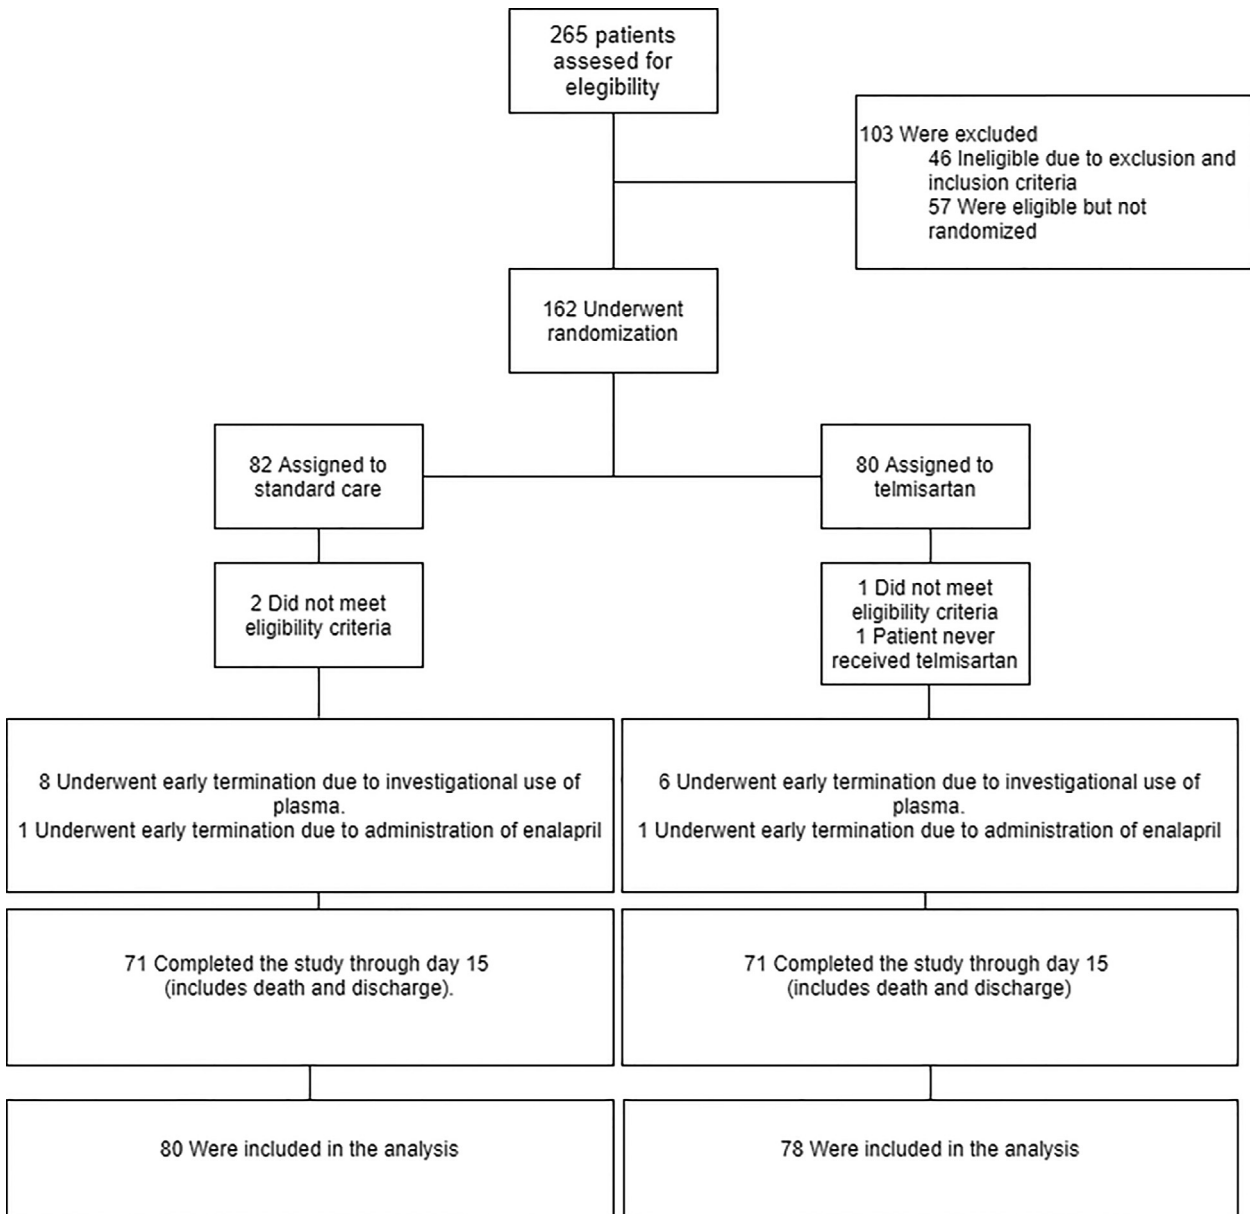 265 patients
assesed for
elegibility
103 Were excluded
46 Ineligible due to exclusion and
inclusion criteria
57 Were eligible but not
randomized
162 Underwent
randomization
82 Assigned to
standard care
80 Assigned to
telmisartan
2 Did not meet
eligibility criteria
1 Did not meet
eligibility criteria
1 Patient never
received telmisartan
8 Underwent early termination due to investigational use of
plasma.
1 Underwent early termination due to administration of enalapril
6 Underwent early termination due to investigational use of
plasma.
1 Underwent early termination due to administration of enalapril
71 Completed the study through day 15
(includes death and discharge).
71 Completed the study through day 15
(includes death and discharge)
80 Were included in the analysis
78 Were included in the analysis